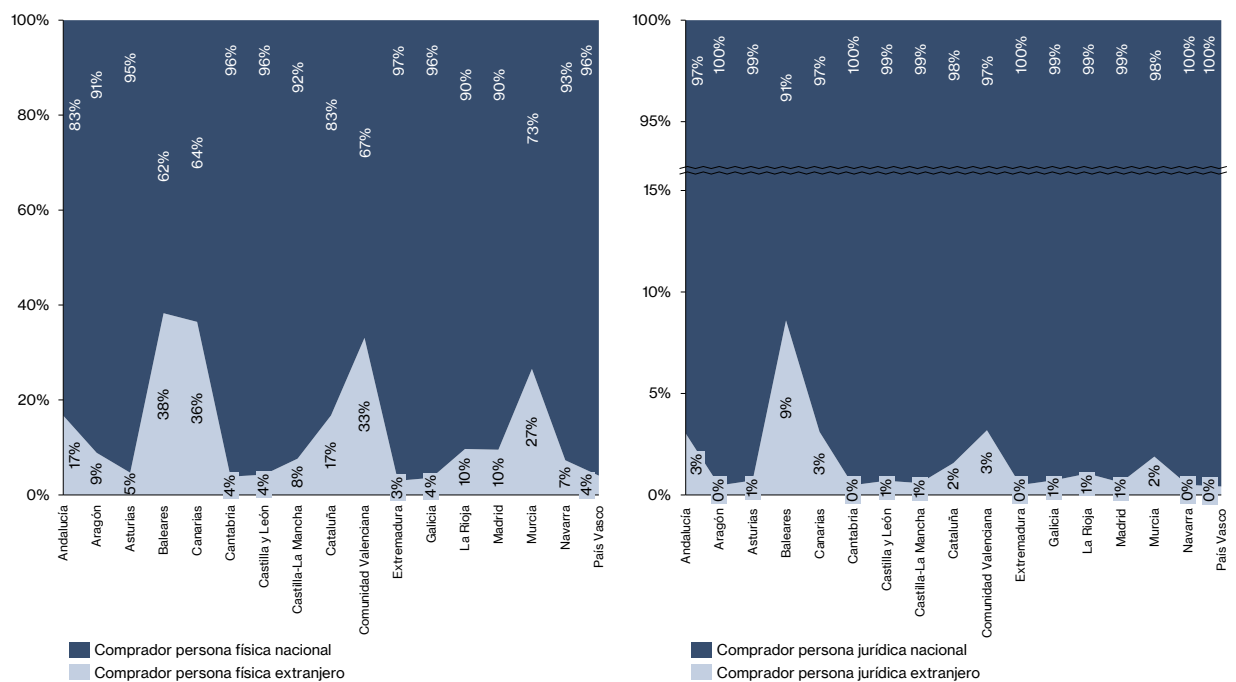 100%
80%
60%
40%
20%
0%
83%
91%
95%
62%
64%
96%
96%
92%
83%
67%
97%
96%
90%
90%
73%
93%
96%
17%
9%
5%
38%
36%
4%
4%
8%
17%
33%
3%
4%
10%
10%
27%
7%
4%
Andalucía
Aragón
Asturias
Baleares
Canarias
Cantabria
Castilla y León
Castilla-La Mancha
Cataluña
Comunidad Valenciana
Extremadura
Galicia
La Rioja
Madrid
Murcia
Navarra
País Vasco
Comprador persona física nacional
Comprador persona física extranjero
100%
95%
15%
10%
5%
0%
97%
100%
99%
91%
97%
100%
99%
99%
98%
97%
100%
99%
99%
99%
98%
100%
100%
3%
0%
1%
9%
3%
0%
1%
1%
2%
3%
0%
1%
1%
1%
2%
0%
0%
Andalucía
Aragón
Asturias
Baleares
Canarias
Cantabria
Castilla y León
Castilla-La Mancha
Cataluña
Comunidad Valenciana
Extremadura
Galicia
La Rioja
Madrid
Murcia
Navarra
País Vasco
Comprador persona jurídica nacional
Comprador persona jurídica extranjero